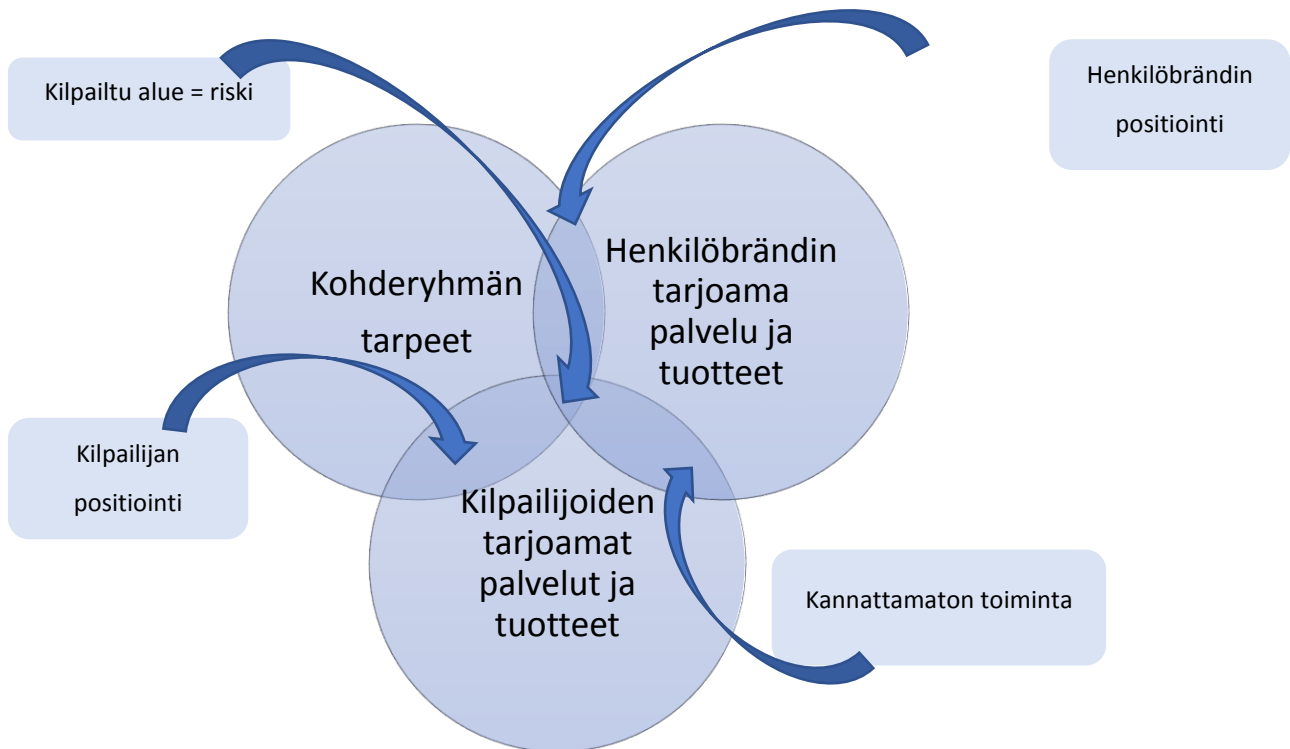 Kilpailtu alue = riski
Henkilöbrändin
positiointi
Kohderyhmän
tarpeet
Henkilöbrändin
tarjoama
palvelu ja
tuotteet
Kilpailijan
positiointi
Kilpailijoiden
tarjoamat
palvelut ja
tuotteet
Kannattamaton toiminta